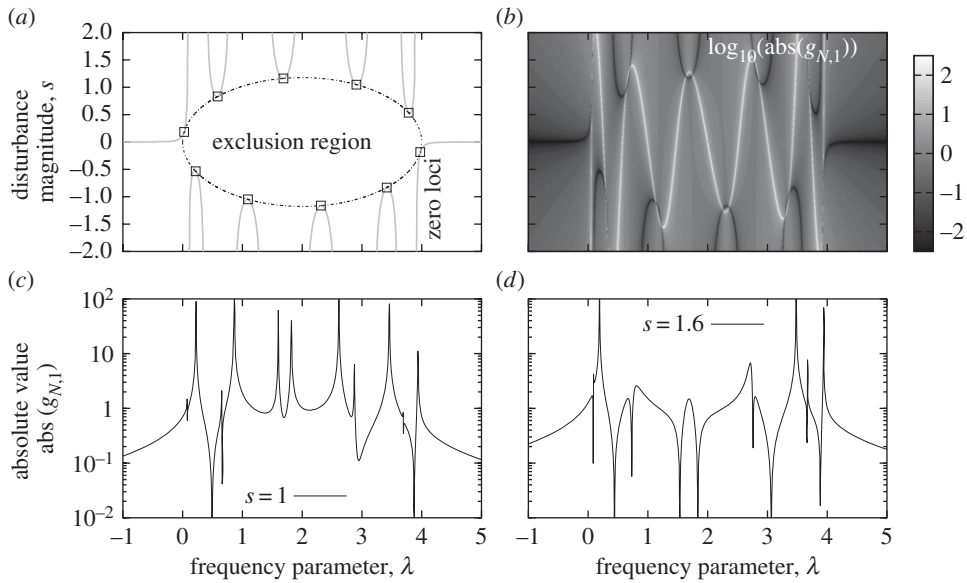 (a)
(b)
2.0
1.5
1.0
0.5
0
−0.5
−1.0
−1.5
−2.0
disturbance
magnitude, s
exclusion region
zero loci
log10(abs(gN,1))
2
1
0
−1
−2
(c)
(d)
10²
10
1
10⁻¹
10⁻²
absolute value
abs (gN,1)
s = 1
s = 1.6
−1 0 1 2 3 4 5
−1 0 1 2 3 4 5
frequency parameter, λ
frequency parameter, λ